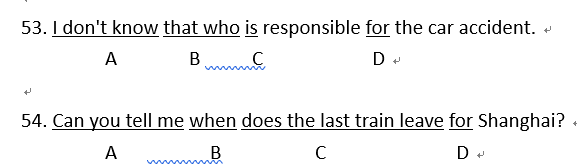 53. I don't know that who is responsible for the car accident.
A B C D
54. Can you tell me when does the last train leave for Shanghai?
A B C D